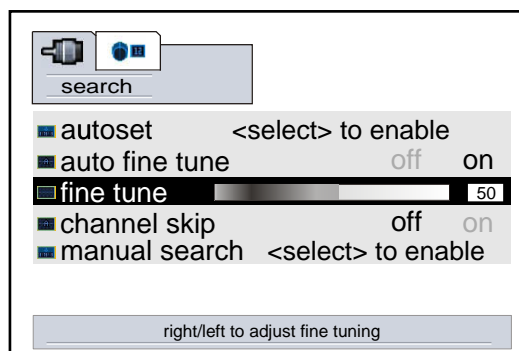 search
autoset <select> to enable
auto fine tune off on
fine tune 50
channel skip off on
manual search <select> to enable
right/left to adjust fine tuning